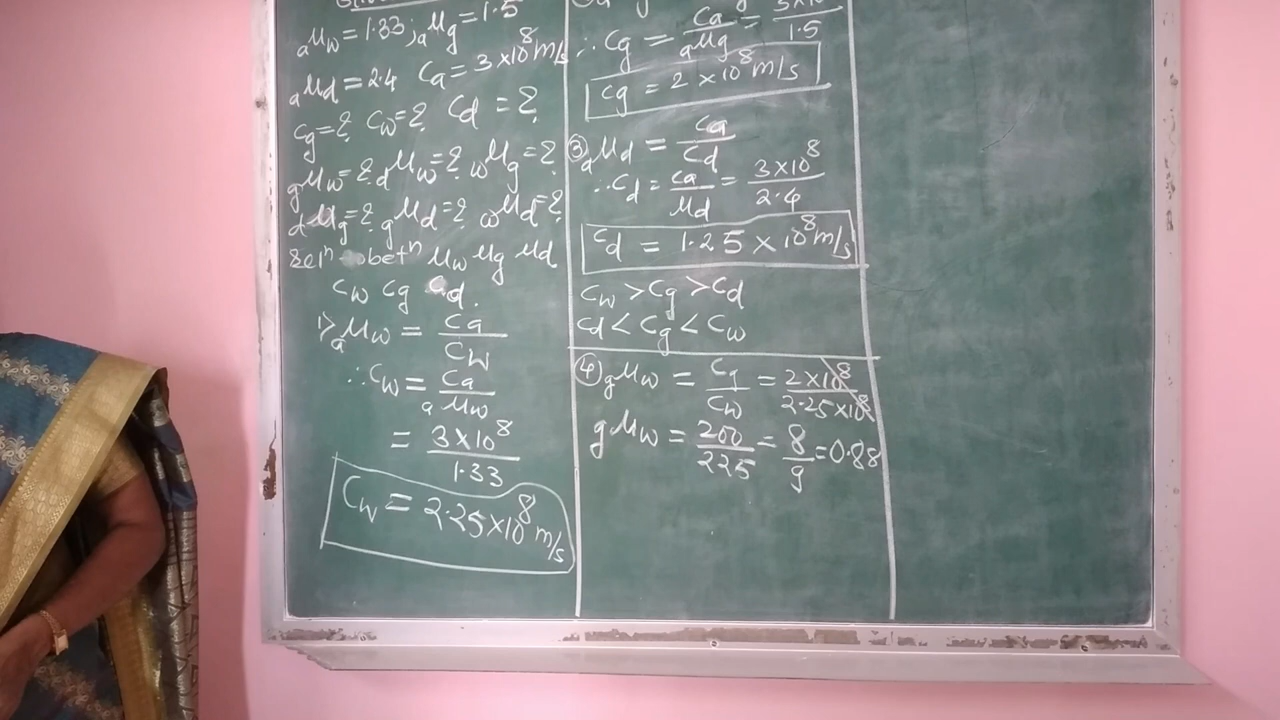 aμw = 1.33 ; aμg = 1.5
aμd = 2.4 Ca = 3 × 10⁸ m/s
Cg = ? Cw = ? Cd = ?
gμw = ? dμw = ? wμg = ?
dμg = ? gμd = ? wμd = ?
relⁿ betⁿ μw μg μd
Cw Cg Cd.
1> aμw = Ca/Cw
∴ Cw = Ca/aμw
= 3 × 10⁸/1.33
Cw = 2.25 × 10⁸ m/s
∴ Cg = Ca/aμg = 3 × 10⁸/1.5
Cg = 2 × 10⁸ m/s
③ aμd = Ca/Cd
∴ Cd = Ca/μd = 3 × 10⁸/2.4
Cd = 1.25 × 10⁸ m/s
Cw > Cg > Cd
Cd < Cg < Cw
④ gμw = Cg/Cw = 2 × 10⁸/2.25 × 10⁸
gμw = 200/225 = 8/9 = 0.88